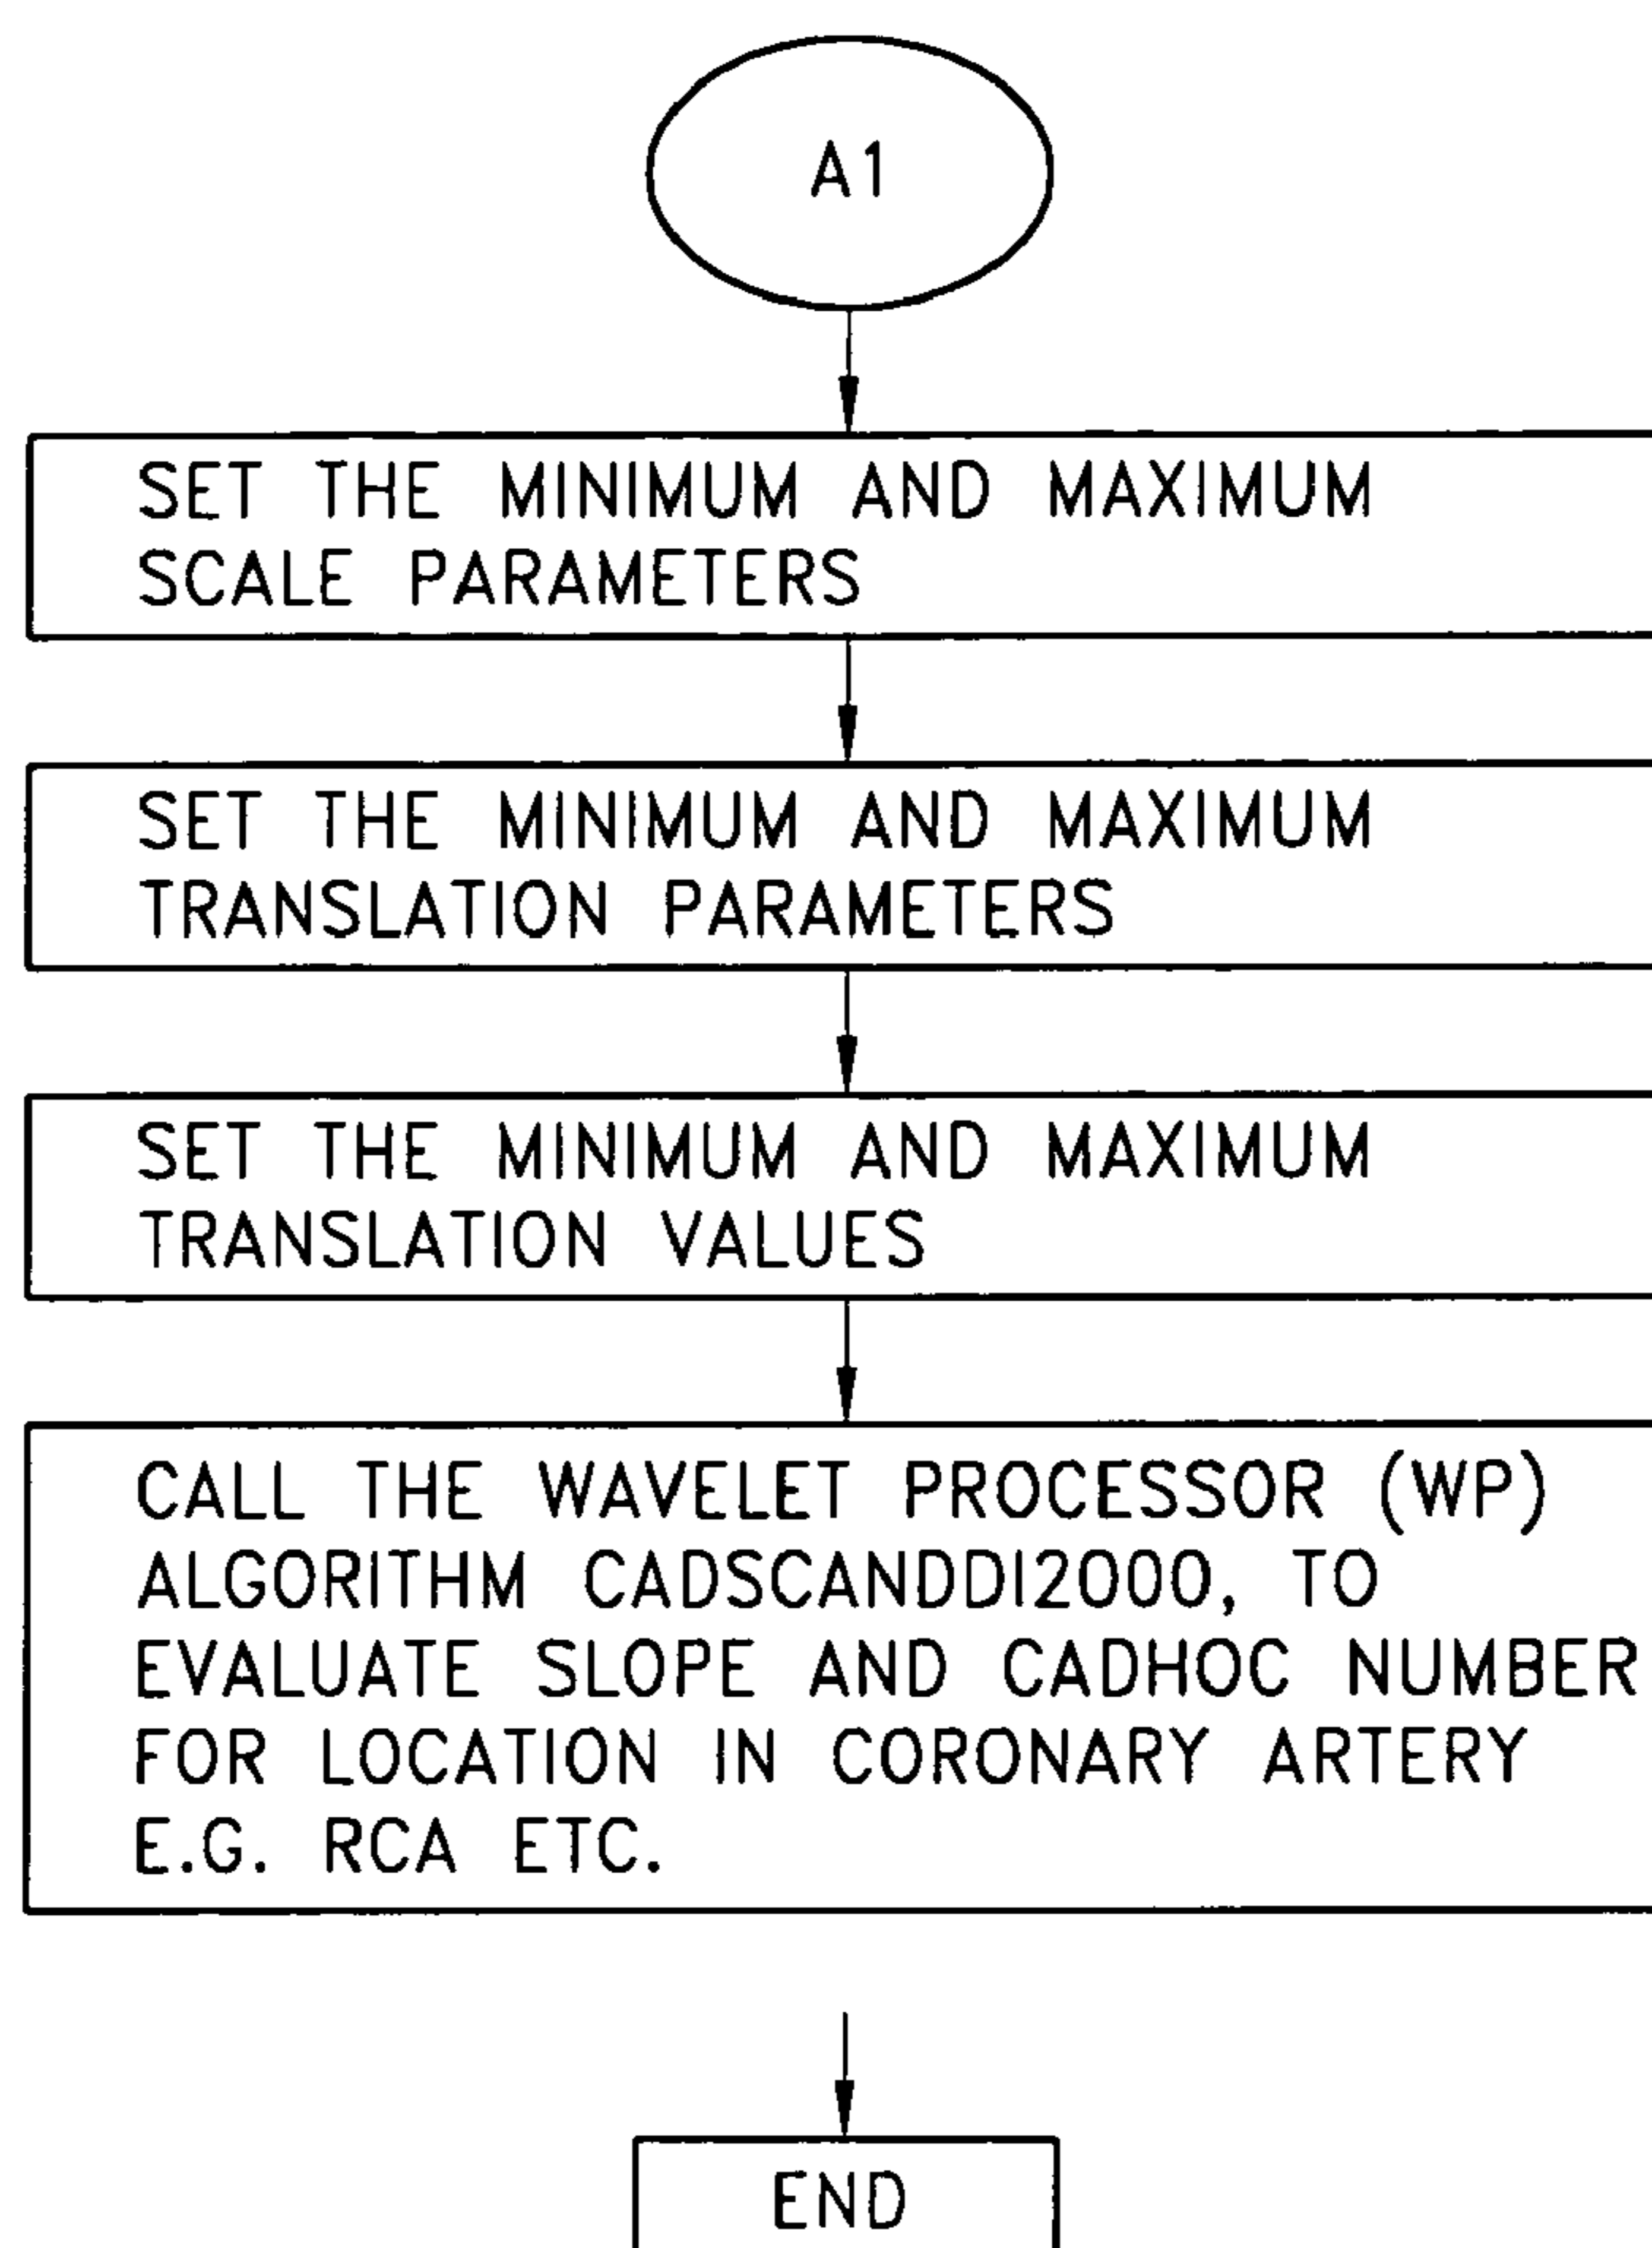 A1
SET THE MINIMUM AND MAXIMUM
SCALE PARAMETERS
SET THE MINIMUM AND MAXIMUM
TRANSLATION PARAMETERS
SET THE MINIMUM AND MAXIMUM
TRANSLATION VALUES
CALL THE WAVELET PROCESSOR (WP)
ALGORITHM CADSCANDDI2000, TO
EVALUATE SLOPE AND CADHOC NUMBER
FOR LOCATION IN CORONARY ARTERY
E.G. RCA ETC.
END